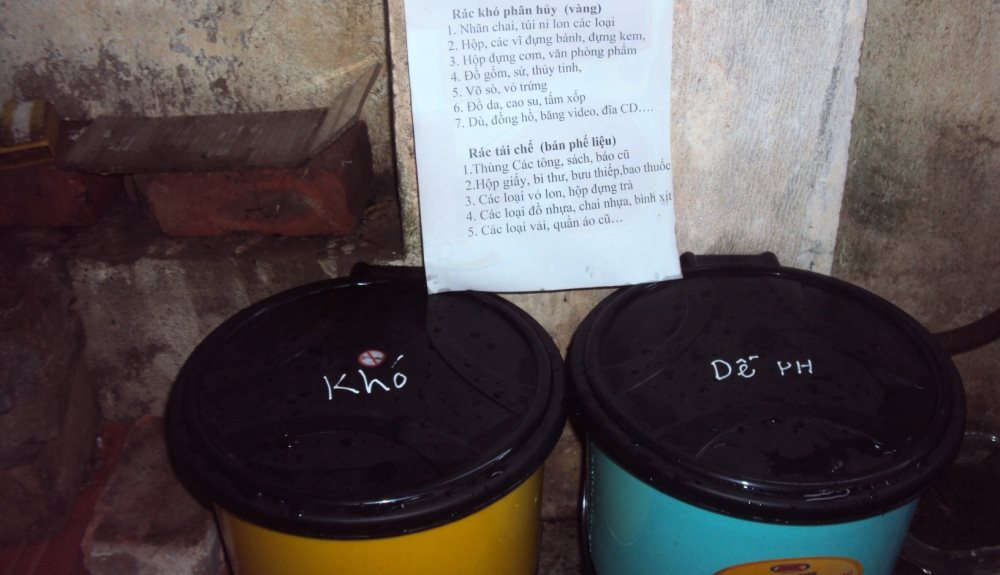 Rác khó phân hủy (vàng)
1. Nhãn chai, túi ni lon các loại
2. Hộp, các vĩ đựng bánh, đựng kem,
3. Hộp đựng cơm, văn phòng phẩm
4. Đồ gốm, sứ, thủy tinh,
5. Võ sò, vỏ trứng
6. Đồ da, cao su, tấm xốp
7. Dù, đồng hồ, băng video, đĩa CD….
Rác tái chế (bán phế liệu)
1.Thùng Các tông, sách, báo cũ
2.Hộp giấy, bì thư, bưu thiếp,bao thuốc
3. Các loại vỏ lon, hộp đựng trà
4. Các loại đồ nhựa, chai nhựa, bình xịt
5. Các loại vải, quần áo cũ…
Khó
Dễ PH